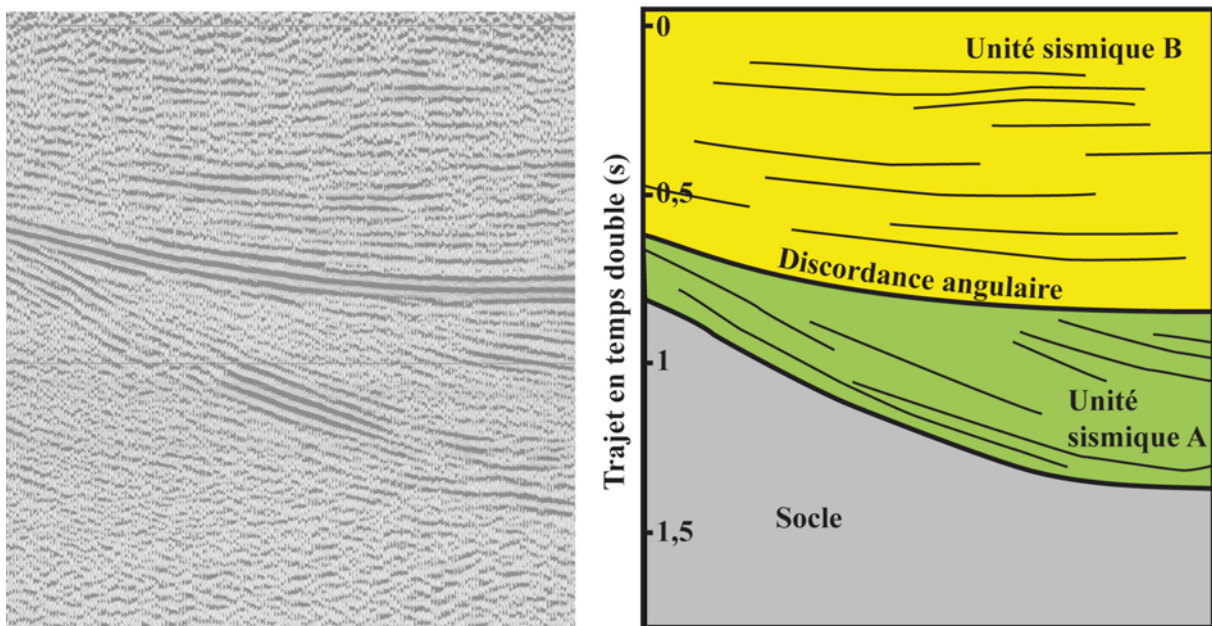 0
Unité sismique B
Trajet en temps double (s)
0,5
Discordance angulaire
1
Unité
sismique A
Socle
1,5